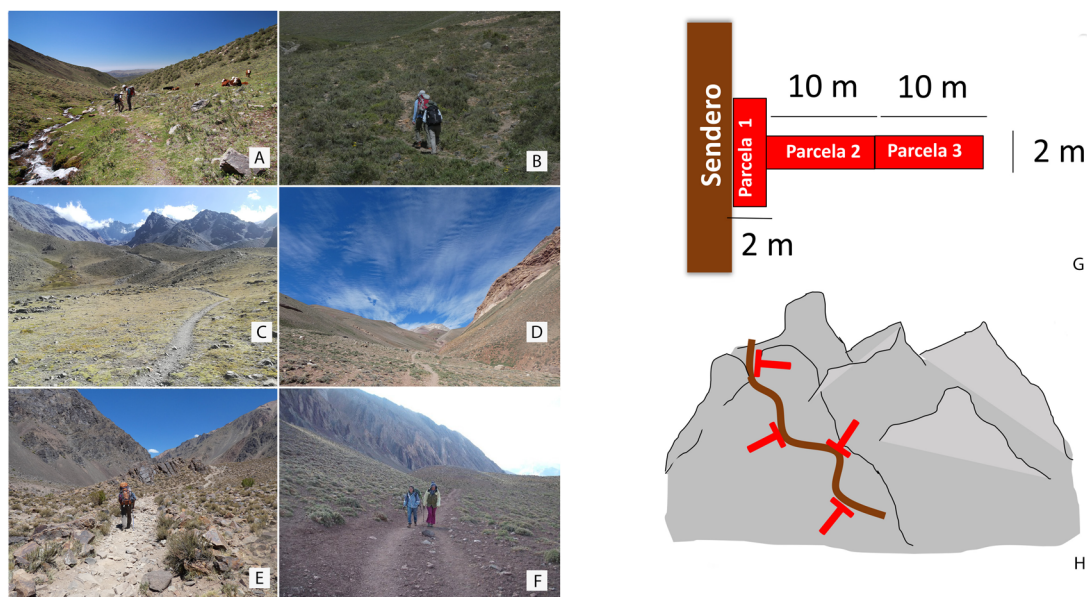 A
B
C
D
E
F
10 m
10 m
Sendero
Parcela 1
Parcela 2
Parcela 3
2 m
2 m
G
H